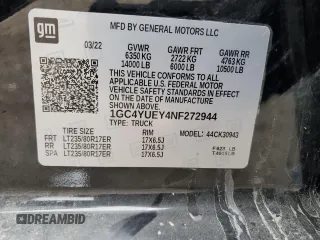 gm
MFD BY GENERAL MOTORS LLC
03/22 GVWR GAWR FRT GAWR RR
6350 KG 2722 KG 4763 KG
14000 LB 6000 LB 10500 LB
THIS VEHICLE CONFORMS TO ALL
APPLICABLE FEDERAL MOTOR VEHICLE
SAFETY STANDARDS IN EFFECT ON THE
DATE OF MANUFACTURE SHOWN ABOVE.
1GC4YUEY4NF272944
TYPE: TRUCK
TIRE SIZE RIM 44CK30943
FRT LT235/80R17ER 17X6.5J
RR LT235/80R17ER 17X6.5J
SPA LT235/80R17ER 17X6.5J